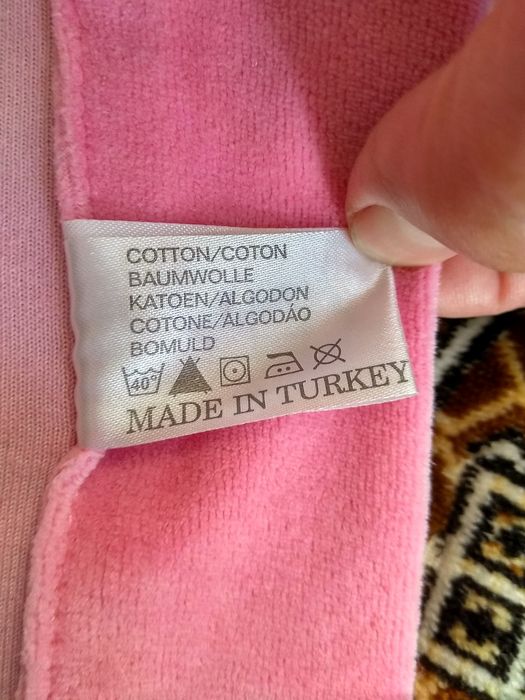 COTTON/COTON
BAUMWOLLE
KATOEN/ALGODON
COTONE/ALGODÁO
BOMULD
40°
MADE IN TURKEY